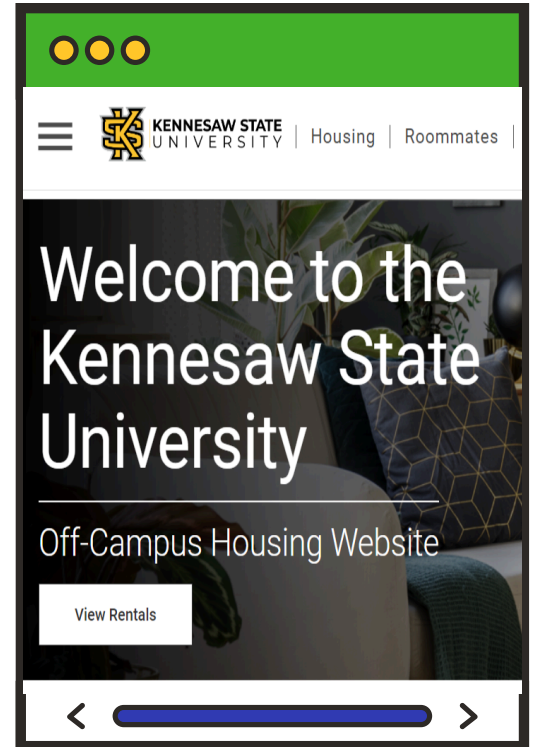 KENNESAW STATE
UNIVERSITY
Housing
Roommates
Welcome to the
Kennesaw State
University
Off-Campus Housing Website
View Rentals